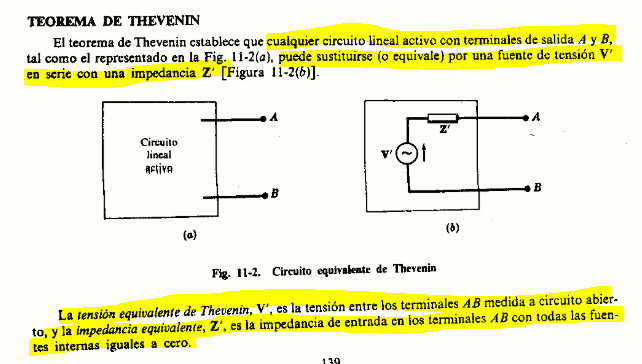 TEOREMA DE THEVENIN
El teorema de Thevenin establece que cualquier circuito lineal activo con terminales de salida A y B,
tal como el representado en la Fig. 11-2(a), puede sustituirse (o equivale) por una fuente de tensión V'
en serie con una impedancia Z' [Figura 11-2(b)].
Circuito
lineal
activo
A
B
(a)
Z'
V'
A
B
(b)
Fig. 11-2. Circuito equivalente de Thevenin
La tensión equivalente de Thevenin, V', es la tensión entre los terminales AB medida a circuito abier-
to, y la impedancia equivalente, Z', es la impedancia de entrada en los terminales AB con todas las fuen-
tes internas iguales a cero.
139